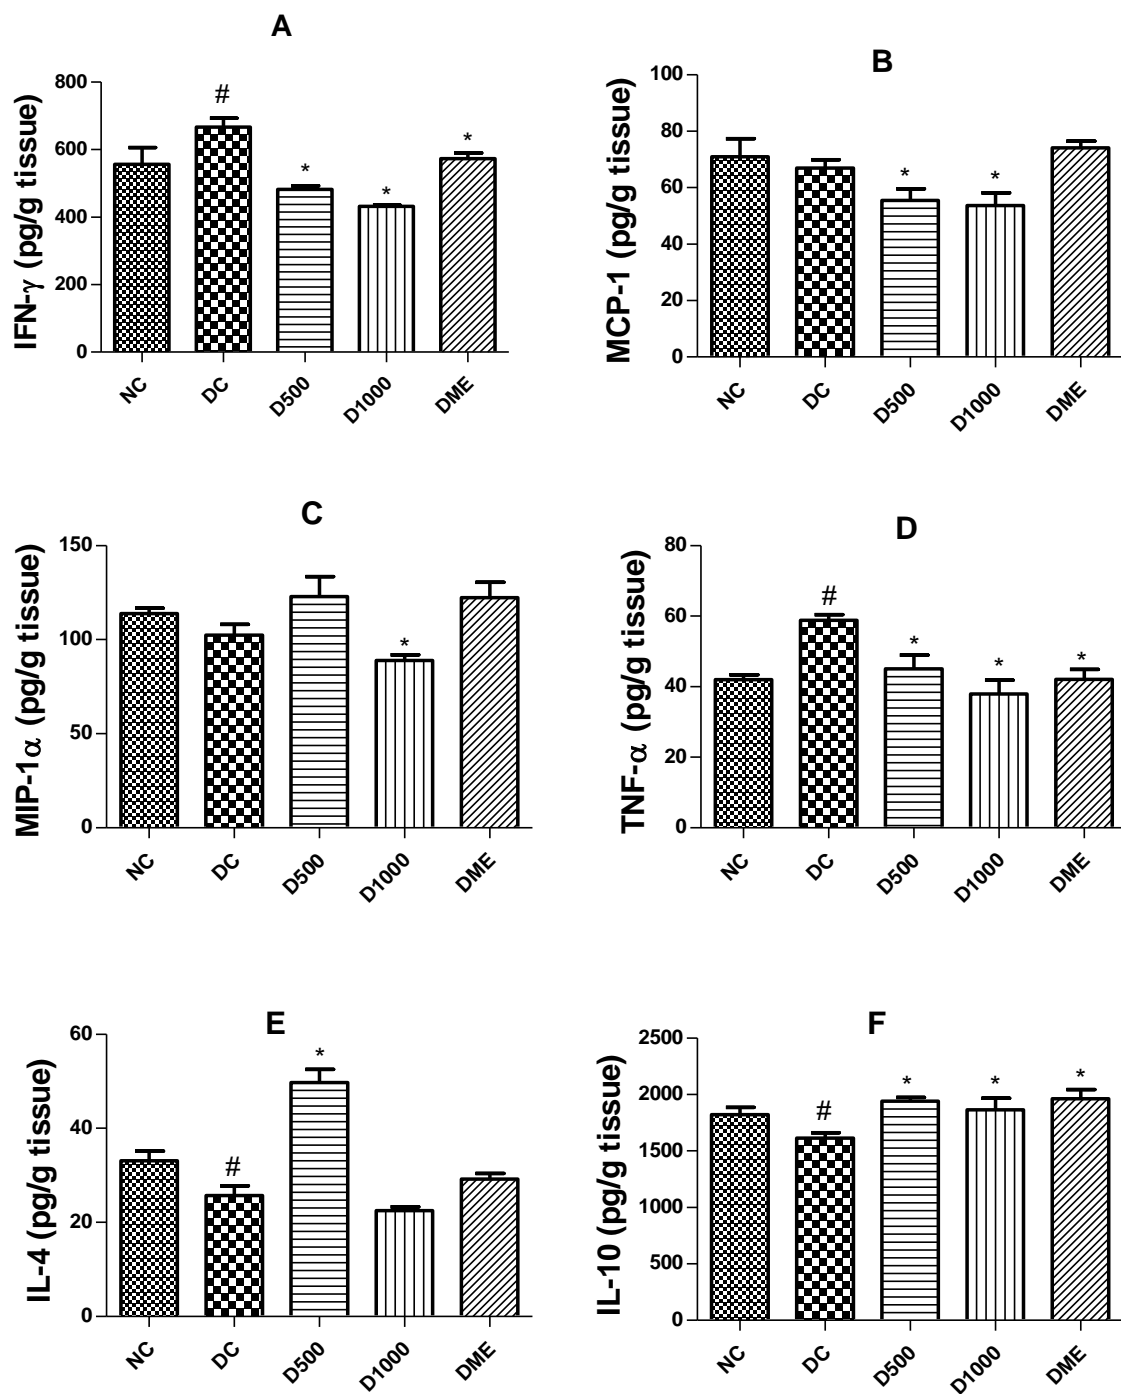 A
IFN-γ (pg/g tissue)
800
600
400
200
0
#
*
*
*
NC
DC
D500
D1000
DME
B
MCP-1 (pg/g tissue)
100
80
60
40
20
0
*
*
NC
DC
D500
D1000
DME
C
MIP-1α (pg/g tissue)
150
100
50
0
*
NC
DC
D500
D1000
DME
D
TNF-α (pg/g tissue)
80
60
40
20
0
#
*
*
*
NC
DC
D500
D1000
DME
E
IL-4 (pg/g tissue)
60
40
20
0
#
*
NC
DC
D500
D1000
DME
F
IL-10 (pg/g tissue)
2500
2000
1500
1000
500
0
#
*
*
*
NC
DC
D500
D1000
DME